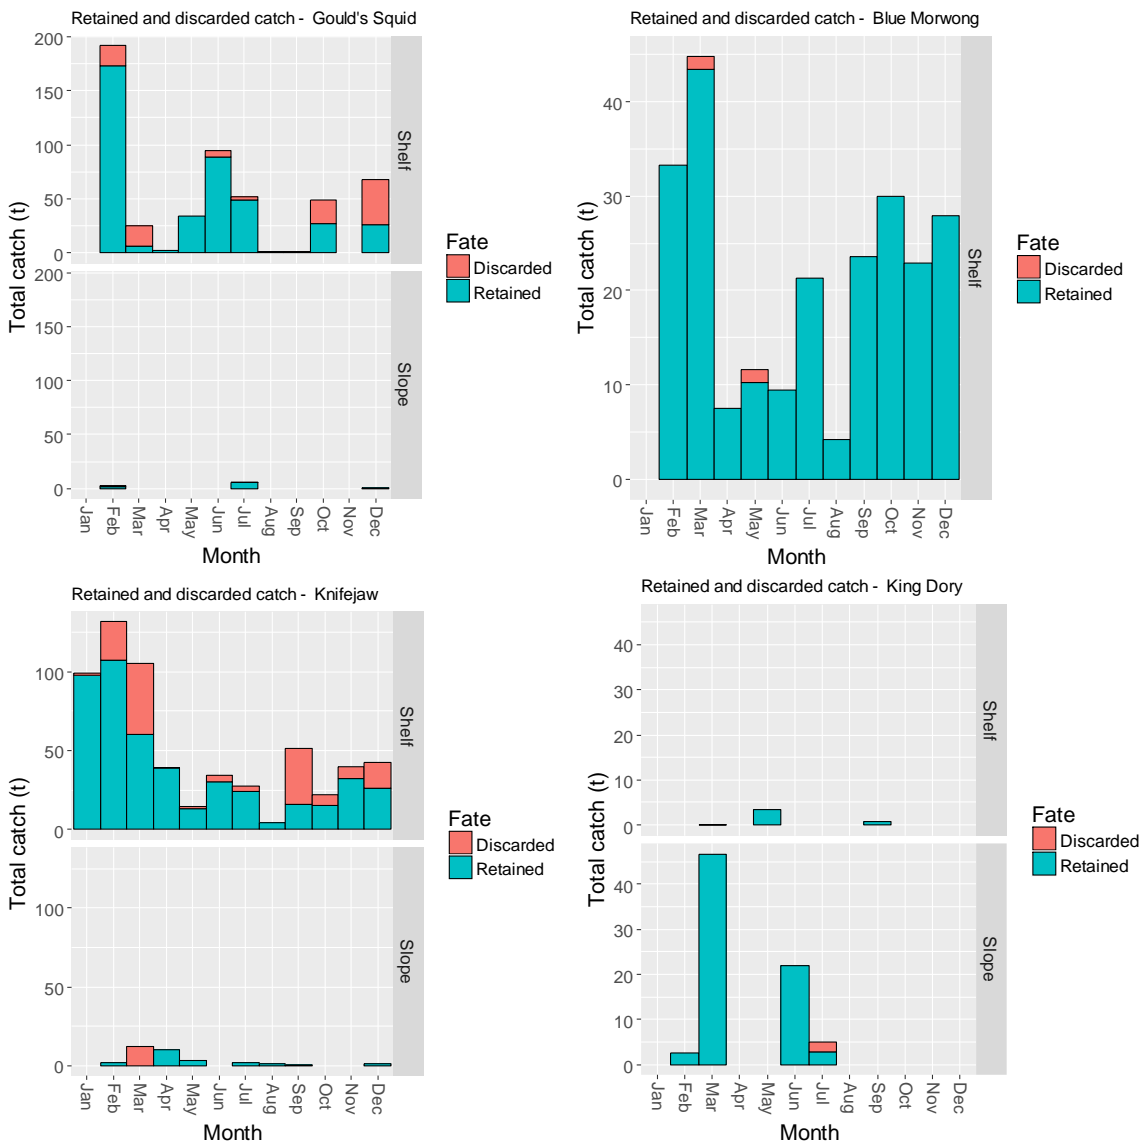 Retained and discarded catch - Gould's Squid
Total catch (t)
200
150
100
50
0
Shelf
200
150
100
50
0
Slope
Jan
Feb
Mar
Apr
May
Jun
Jul
Aug
Sep
Oct
Nov
Dec
Month
Fate
Discarded
Retained
Retained and discarded catch - Blue Morwong
Total catch (t)
40
30
20
10
0
Shelf
Jan
Feb
Mar
Apr
May
Jun
Jul
Aug
Sep
Oct
Nov
Dec
Month
Fate
Discarded
Retained
Retained and discarded catch - Knifejaw
Total catch (t)
100
50
0
Shelf
100
50
0
Slope
Jan
Feb
Mar
Apr
May
Jun
Jul
Aug
Sep
Oct
Nov
Dec
Month
Fate
Discarded
Retained
Retained and discarded catch - King Dory
Total catch (t)
40
30
20
10
0
Shelf
40
30
20
10
0
Slope
Jan
Feb
Mar
Apr
May
Jun
Jul
Aug
Sep
Oct
Nov
Dec
Month
Fate
Discarded
Retained